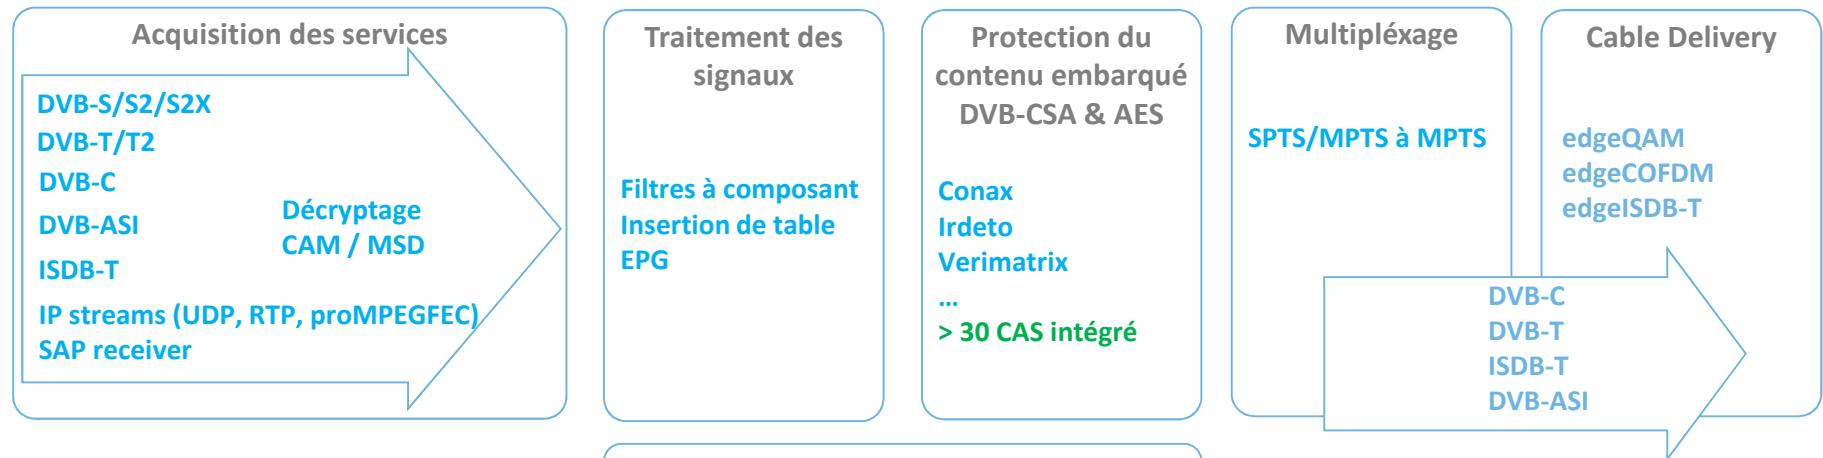 Acquisition des services
DVB-S/S2/S2X
DVB-T/T2
DVB-C
DVB-ASI
ISDB-T
IP streams (UDP, RTP, proMPEGFEC)
SAP receiver
Décryptage
CAM / MSD
Traitement des
signaux
Filtres à composant
Insertion de table
EPG
Protection du
contenu embarqué
DVB-CSA & AES
Conax
Irdeto
Verimatrix
...
> 30 CAS intégré
Multipléxage
SPTS/MPTS à MPTS
Cable Delivery
edgeQAM
edgeCOFDM
edgeISDB-T
DVB-C
DVB-T
ISDB-T
DVB-ASI